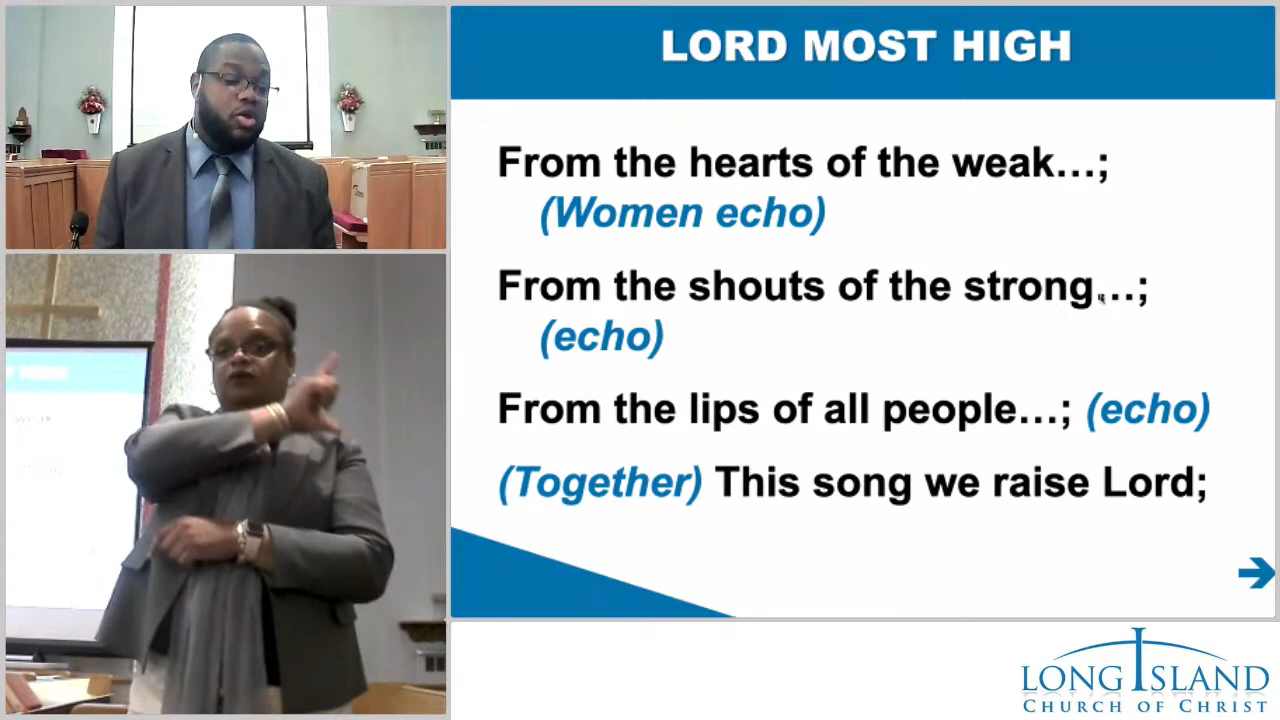 LORD MOST HIGH
From the hearts of the weak…;
(Women echo)
From the shouts of the strong…;
(echo)
From the lips of all people…; (echo)
(Together) This song we raise Lord;
LONG ISLAND
CHURCH OF CHRIST